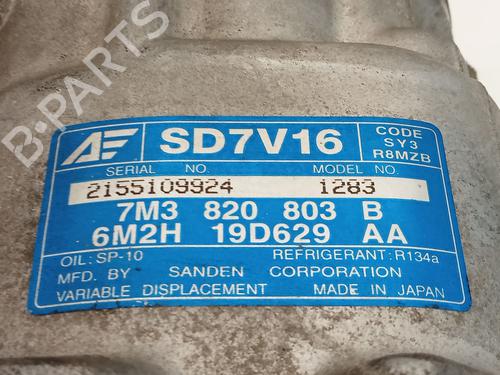 AE SD7V16 CODE
SY3
R8MZB
SERIAL NO. MODEL NO.
2155109924 1283
7M3 820 803 B
6M2H 19D629 AA
OIL:SP-10 REFRIGERANT:R134a
MFD. BY SANDEN CORPORATION
VARIABLE DISPLACEMENT MADE IN JAPAN
B-PARTS